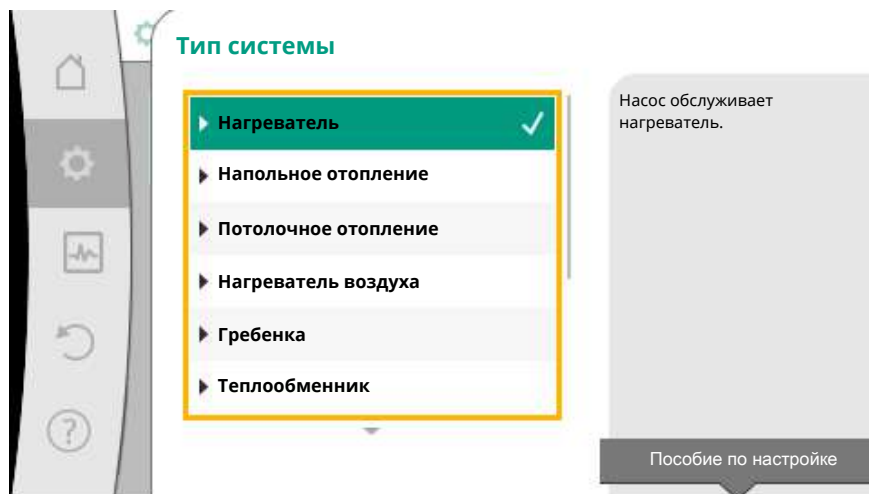 Тип системы
Нагреватель
Напольное отопление
Потолочное отопление
Нагреватель воздуха
Гребенка
Теплообменник
Насос обслуживает
нагреватель.
Пособие по настройке